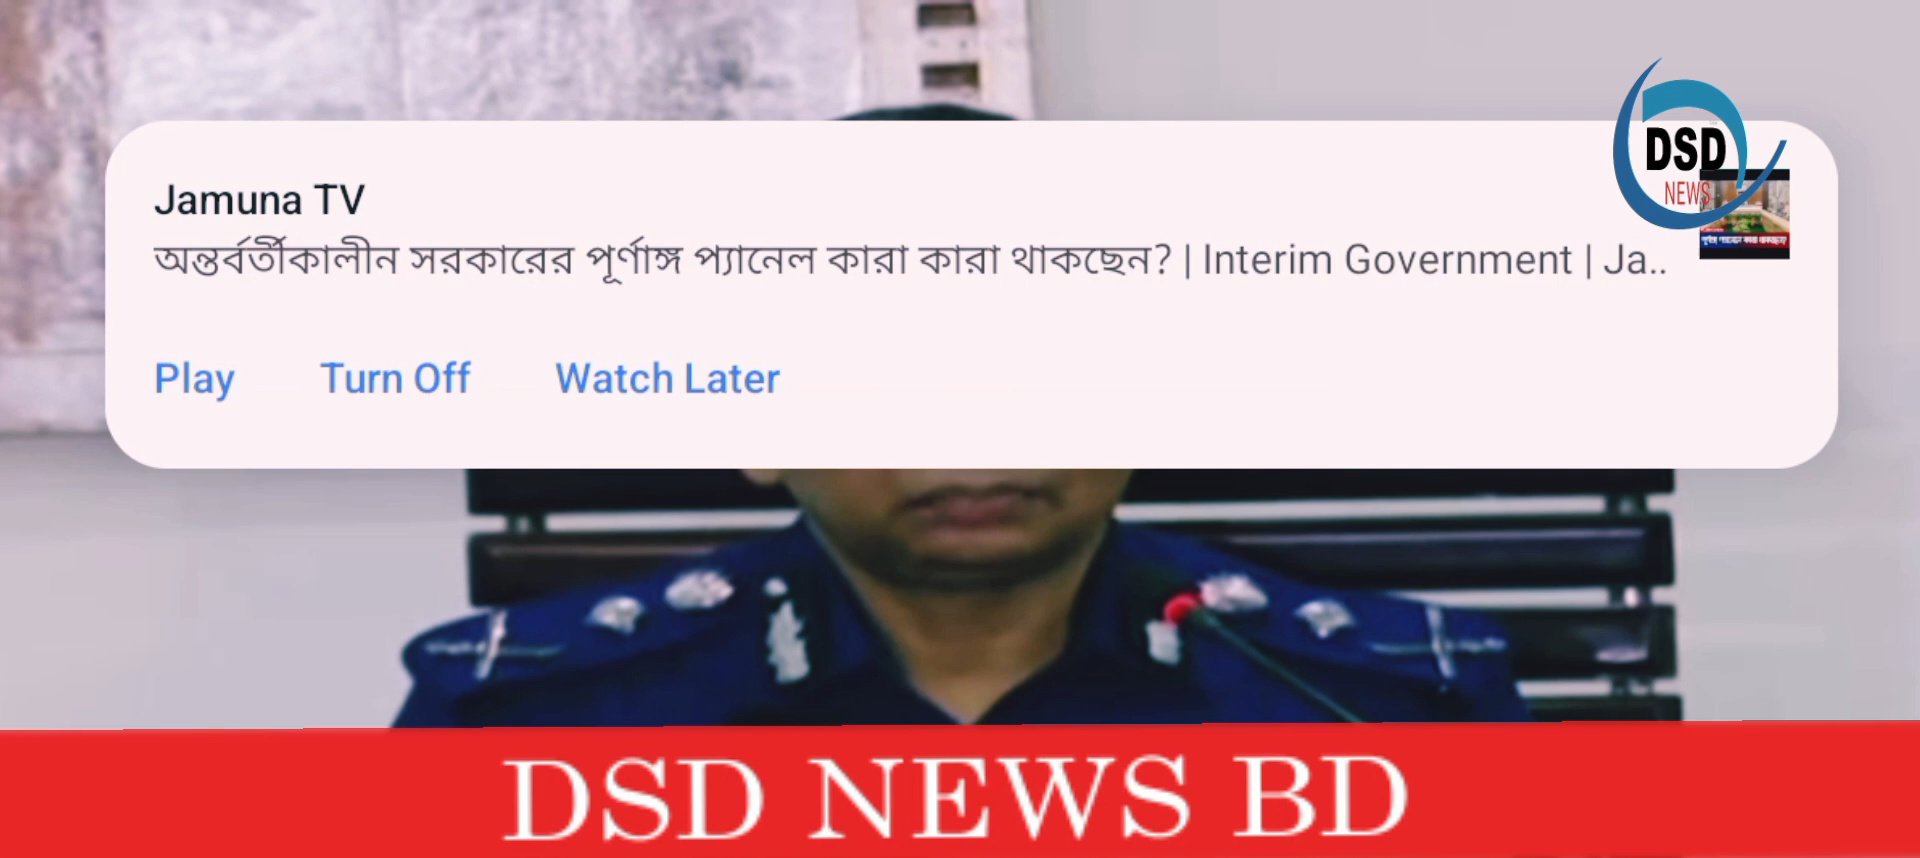 Jamuna TV
অন্তর্বর্তীকালীন সরকারের পূর্ণাঙ্গ প্যানেল কারা কারা থাকছেন? | Interim Government | Ja..
DSD
NEWS
Play Turn Off Watch Later
DSD NEWS BD